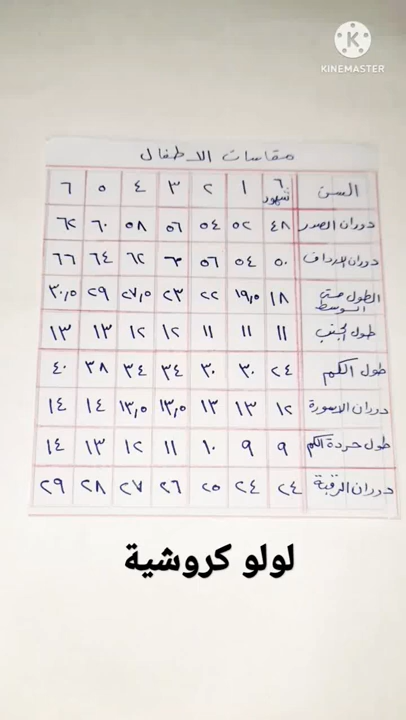 KINEMASTER
مقاسات الاطفال
السن ٦ شهور ١ ٢ ٣ ٤ ٥ ٦
دوران الصدر ٤٨ ٥٢ ٥٤ ٥٦ ٥٨ ٦٠ ٦٢
دوران الارداف ٥٠ ٥٤ ٥٦ ٦٠ ٦٢ ٦٤ ٦٦
الطول حتى الوسط ١٨ ١٩,٥ ٢٢ ٢٣ ٢٧,٥ ٢٩ ٣٠,٥
طول الجنب ١١ ١١ ١١ ١٢ ١٢ ١٣ ١٣
طول الكم ٢٤ ٣٠ ٣٠ ٣٤ ٣٤ ٣٨ ٤٠
دوران الاسورة ١٢ ١٣ ١٣ ١٣,٥ ١٣,٥ ١٤ ١٤
طول حردة الكم ٩ ٩ ١٠ ١١ ١٢ ١٣ ١٤
دوران الرقبة ٢٤ ٢٤ ٢٥ ٢٦ ٢٧ ٢٨ ٢٩
لولو كروشية